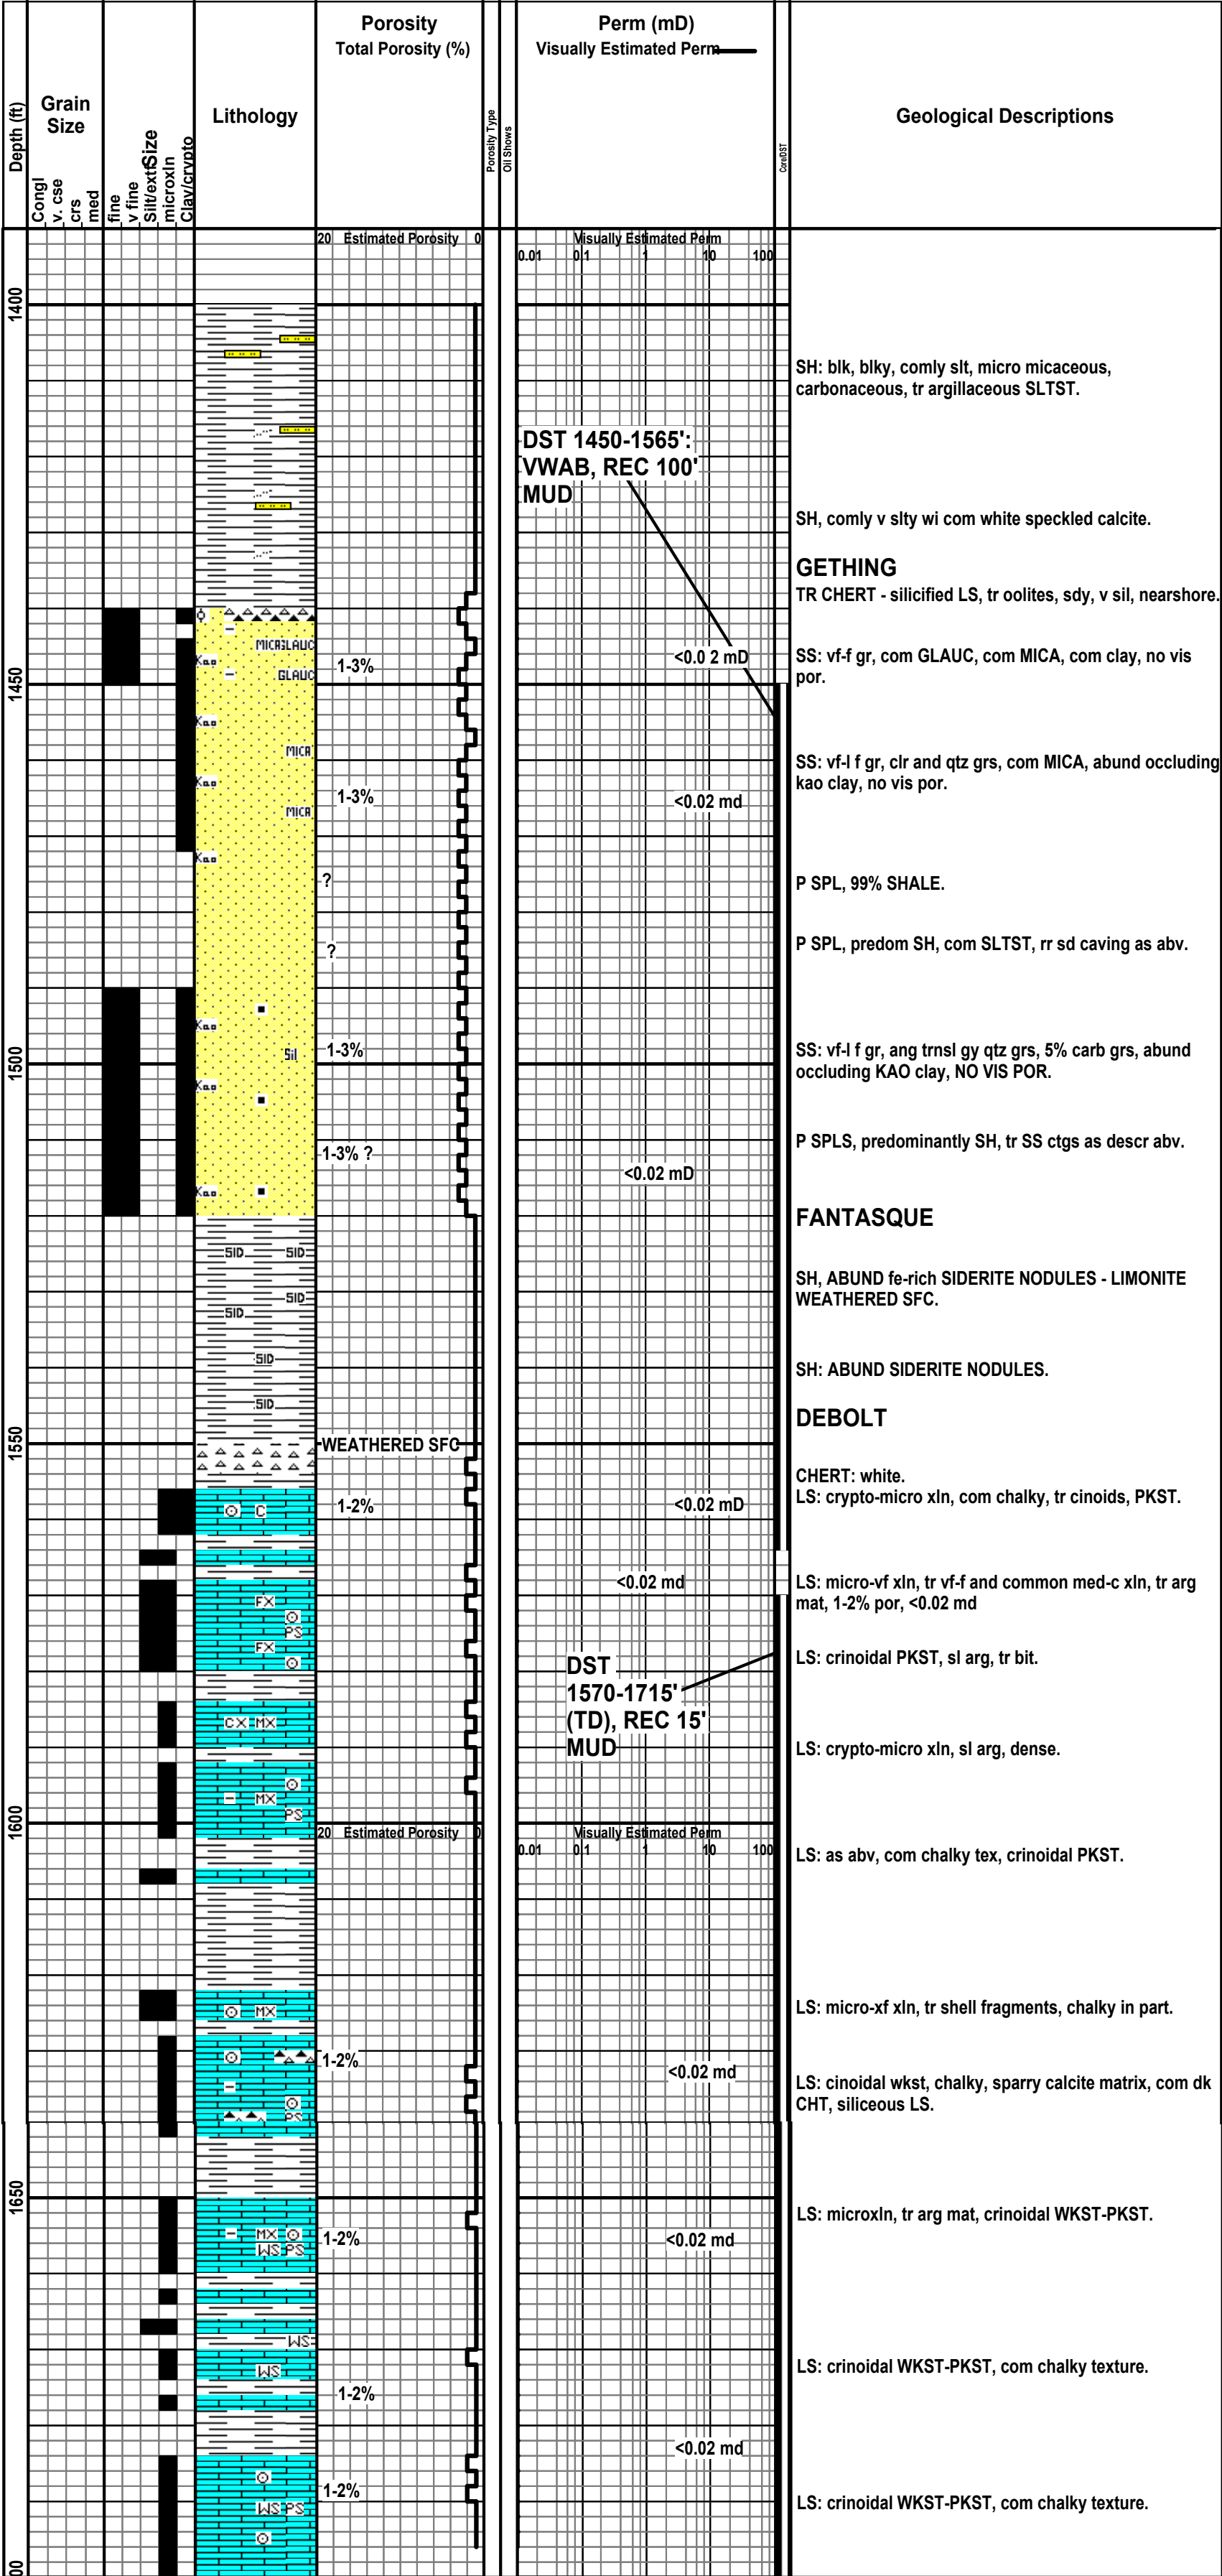 Depth (ft)
Grain
Size
Congl
v. cse
crs
med
fine
v fine
Silt/extf
Size
microxln
Clay/crypto
Lithology
Porosity
Total Porosity (%)
Porosity Type
Oil Shows
Perm (mD)
Visually Estimated Perm
CoreDST
Geological Descriptions
20 Estimated Porosity 0
Visually Estimated Perm
0.01 0.1 1 10 100
1400
SH: blk, blky, comly slt, micro micaceous,
carbonaceous, tr argillaceous SLTST.
DST 1450-1565':
VWAB, REC 100'
MUD
SH, comly v slty wi com white speckled calcite.
GETHING
TR CHERT - silicified LS, tr oolites, sdy, v sil, nearshore.
MICA GLAUC
Kao
1-3%
<0.0 2 mD
SS: vf-f gr, com GLAUC, com MICA, com clay, no vis
por.
GLAUC
1450
Kao
MICA
SS: vf-l f gr, clr and qtz grs, com MICA, abund occluding
kao clay, no vis por.
Kao
1-3%
<0.02 md
MICA
Kao
?
P SPL, 99% SHALE.
?
P SPL, predom SH, com SLTST, rr sd caving as abv.
Kao
Sil
1-3%
1500
SS: vf-l f gr, ang trnsl gy qtz grs, 5% carb grs, abund
occluding KAO clay, NO VIS POR.
Kao
1-3% ?
P SPLS, predominantly SH, tr SS ctgs as descr abv.
<0.02 mD
Kao
FANTASQUE
SID SID
SH, ABUND fe-rich SIDERITE NODULES - LIMONITE
WEATHERED SFC.
SID
SID
SID
SH: ABUND SIDERITE NODULES.
SID
DEBOLT
1550
WEATHERED SFC
CHERT: white.
LS: crypto-micro xln, com chalky, tr cinoids, PKST.
C
1-2%
<0.02 mD
<0.02 md
LS: micro-vf xln, tr vf-f and common med-c xln, tr arg
mat, 1-2% por, <0.02 md
FX
PS
FX
LS: crinoidal PKST, sl arg, tr bit.
DST
1570-1715'
(TD), REC 15'
MUD
CX MX
LS: crypto-micro xln, sl arg, dense.
MX
PS
1600
20 Estimated Porosity 0
Visually Estimated Perm
0.01 0.1 1 10 100
LS: as abv, com chalky tex, crinoidal PKST.
MX
LS: micro-xf xln, tr shell fragments, chalky in part.
1-2%
<0.02 md
LS: cinoidal wkst, chalky, sparry calcite matrix, com dk
CHT, siliceous LS.
PS
1650
LS: microxln, tr arg mat, crinoidal WKST-PKST.
MX
WS PS
1-2%
<0.02 md
WS
WS
LS: crinoidal WKST-PKST, com chalky texture.
1-2%
<0.02 md
1-2%
WS PS
LS: crinoidal WKST-PKST, com chalky texture.